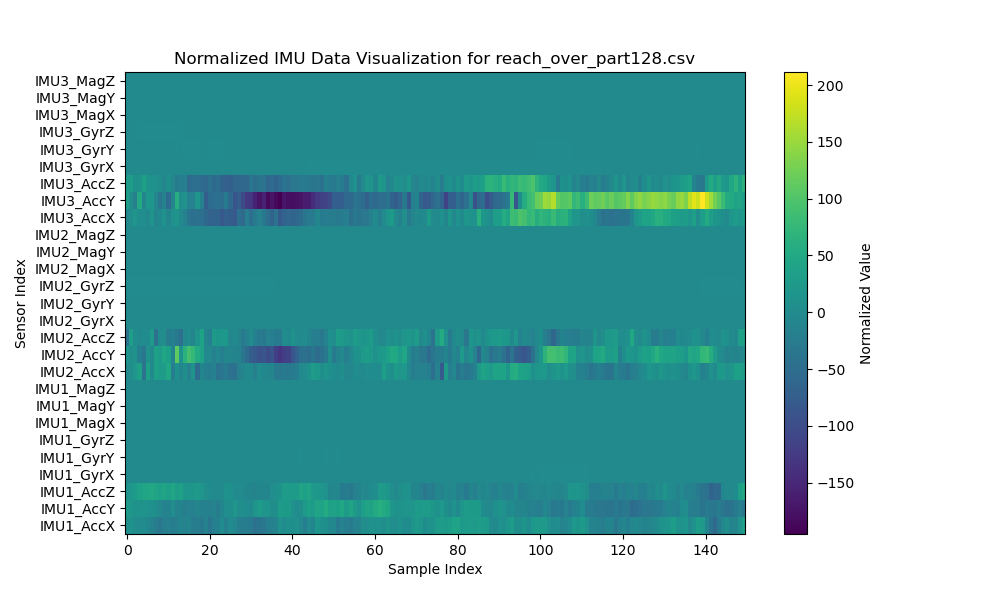 Normalized IMU Data Visualization for reach_over_part128.csv
Sensor Index
IMU3_MagZ
IMU3_MagY
IMU3_MagX
IMU3_GyrZ
IMU3_GyrY
IMU3_GyrX
IMU3_AccZ
IMU3_AccY
IMU3_AccX
IMU2_MagZ
IMU2_MagY
IMU2_MagX
IMU2_GyrZ
IMU2_GyrY
IMU2_GyrX
IMU2_AccZ
IMU2_AccY
IMU2_AccX
IMU1_MagZ
IMU1_MagY
IMU1_MagX
IMU1_GyrZ
IMU1_GyrY
IMU1_GyrX
IMU1_AccZ
IMU1_AccY
IMU1_AccX
0 20 40 60 80 100 120 140
Sample Index
200
150
100
50
0
−50
−100
−150
Normalized Value